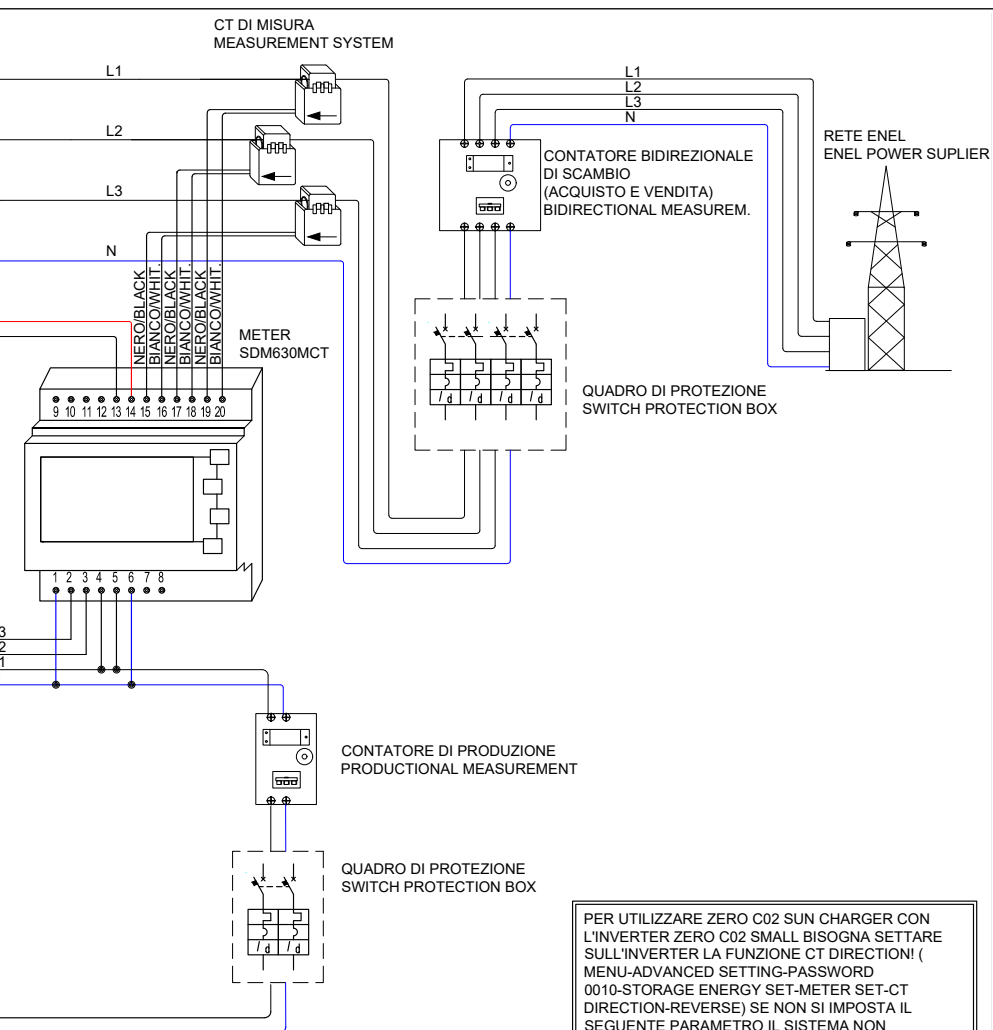 CT DI MISURA
MEASUREMENT SYSTEM
L1
L2
L3
N
L1
L2
L3
N
RETE ENEL
ENEL POWER SUPLIER
CONTATORE BIDIREZIONALE
DI SCAMBIO
(ACQUISTO E VENDITA)
BIDIRECTIONAL MEASUREM.
NERO/BLACK
BIANCO/WHIT.
NERO/BLACK
BIANCO/WHIT.
NERO/BLACK
BIANCO/WHIT.
METER
SDM630MCT
9 10 11 12 13 14 15 16 17 18 19 20
I d I d I d I d
QUADRO DI PROTEZIONE
SWITCH PROTECTION BOX
1 2 3 4 5 6 7 8
3
2
1
CONTATORE DI PRODUZIONE
PRODUCTIONAL MEASUREMENT
QUADRO DI PROTEZIONE
SWITCH PROTECTION BOX
I d I d
PER UTILIZZARE ZERO C02 SUN CHARGER CON
L'INVERTER ZERO C02 SMALL BISOGNA SETTARE
SULL'INVERTER LA FUNZIONE CT DIRECTION! (
MENU-ADVANCED SETTING-PASSWORD
0010-STORAGE ENERGY SET-METER SET-CT
DIRECTION-REVERSE) SE NON SI IMPOSTA IL
SEGUENTE PARAMETRO IL SISTEMA NON